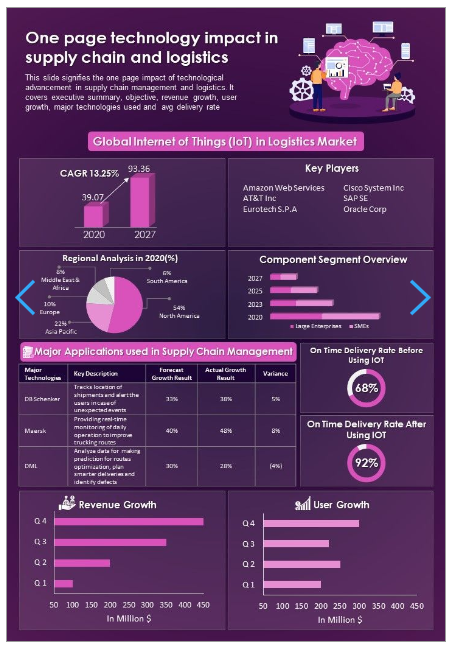 One page technology impact in
supply chain and logistics
This slide signifies the one page impact of technological
advancement in supply chain management and logistics. It
covers executive summary, objective, revenue growth, user
growth, major technologies used and avg delivery rate
Global Internet of Things (IoT) in Logistics Market
CAGR 13.25%
93.36
39.07
2020
2027
Key Players
Amazon Web Services
Cisco System Inc
AT&T Inc
SAP SE
Eurotech S.P.A
Oracle Corp
Regional Analysis in 2020(%)
8%
Middle East &
Africa
6%
South America
10%
Europe
54%
North America
22%
Asia Pacific
Component Segment Overview
2027
2025
2023
2020
Large Enterprises
SMEs
Major Applications used in Supply Chain Management
Major
Technologies
Key Description
Forecast
Growth Result
Actual Growth
Result
Variance
DB Schenker
Trecks location of
shipments and alert the
users in case of
unexpected events
33%
38%
5%
Maersk
Providing real-time
monitoring of daily
operation to improve
trucking routes
40%
48%
8%
DML
Analyze data for making
prediction for routes
optimization, plan
smarter deliveries and
identify defects
30%
28%
(4%)
On Time Delivery Rate Before
Using IOT
68%
On Time Delivery Rate After
Using IOT
92%
Revenue Growth
Q 4
Q 3
Q 2
Q 1
50 100 150 200 250 300 350 400 450
In Million $
User Growth
Q 4
Q 3
Q 2
Q 1
50 100 150 200 250 300 350 400 450
In Million $